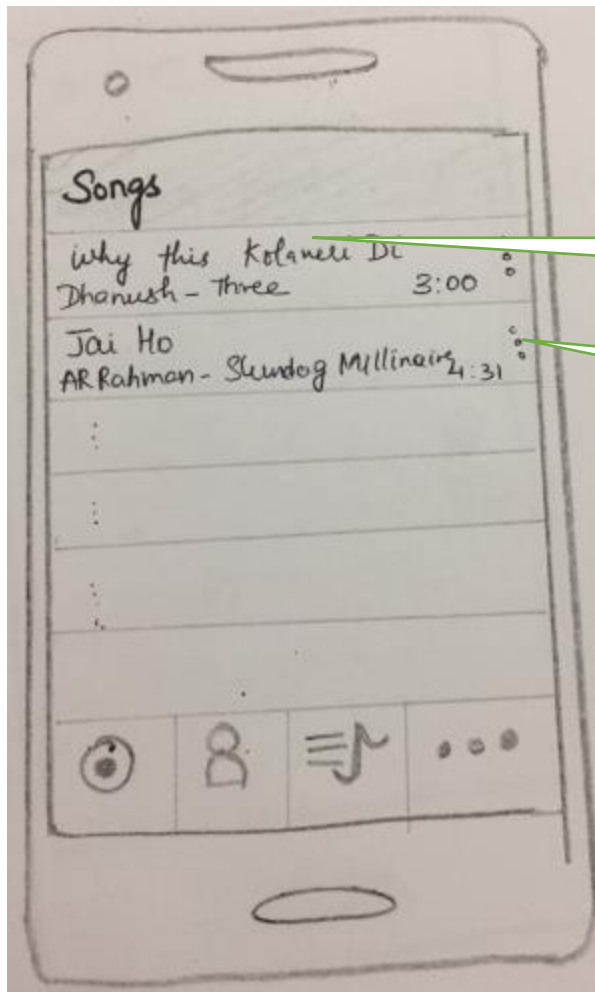 Songs
Why this Kolaveri Di
Dhanush - Three 3:00
Jai Ho
AR Rahman - Slumdog Millinaire 4:31